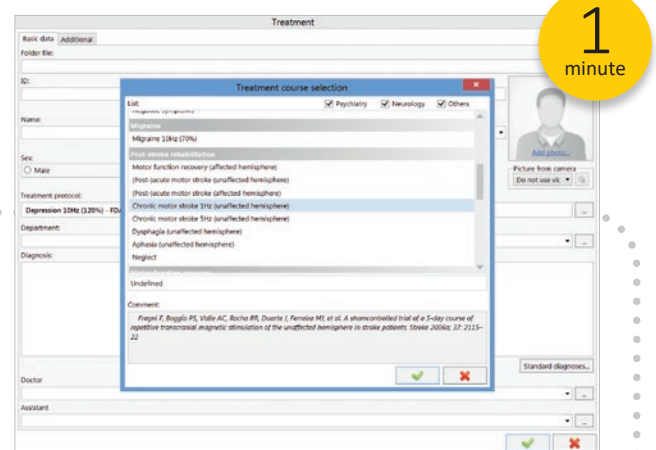 Treatment
1
minute
Basic data Additional
Folder file:
ID:
Treatment course selection
List: Psychiatry Neurology Others
Name:
Migraine
Migraine 10Hz (70%)
Post-stroke rehabilitation
Add photo...
Motor function recovery (affected hemisphere)
Sex:
Male
(Post-)acute motor stroke (unaffected hemisphere)
Picture from camera
Do not use vic
(Post-)acute motor stroke (affected hemisphere)
Treatment protocol:
Depression 10Hz (120%) - FDA
Chronic motor stroke 1Hz (unaffected hemisphere)
Chronic motor stroke 5Hz (unaffected hemisphere)
Department:
Dysphagia (unaffected hemisphere)
Aphasia (unaffected hemisphere)
Diagnosis:
Neglect
Undefined
Comment:
Fregni F, Boggio PS, Valle AC, Rocha RR, Duarte J, Ferreira MJ, et al. A shamcontrolled trial of a 5-day course of
repetitive transcranial magnetic stimulation of the unaffected hemisphere in stroke patients. Stroke 2006a; 37: 2115–
22
Standard diagnoses...
Doctor
Assistant